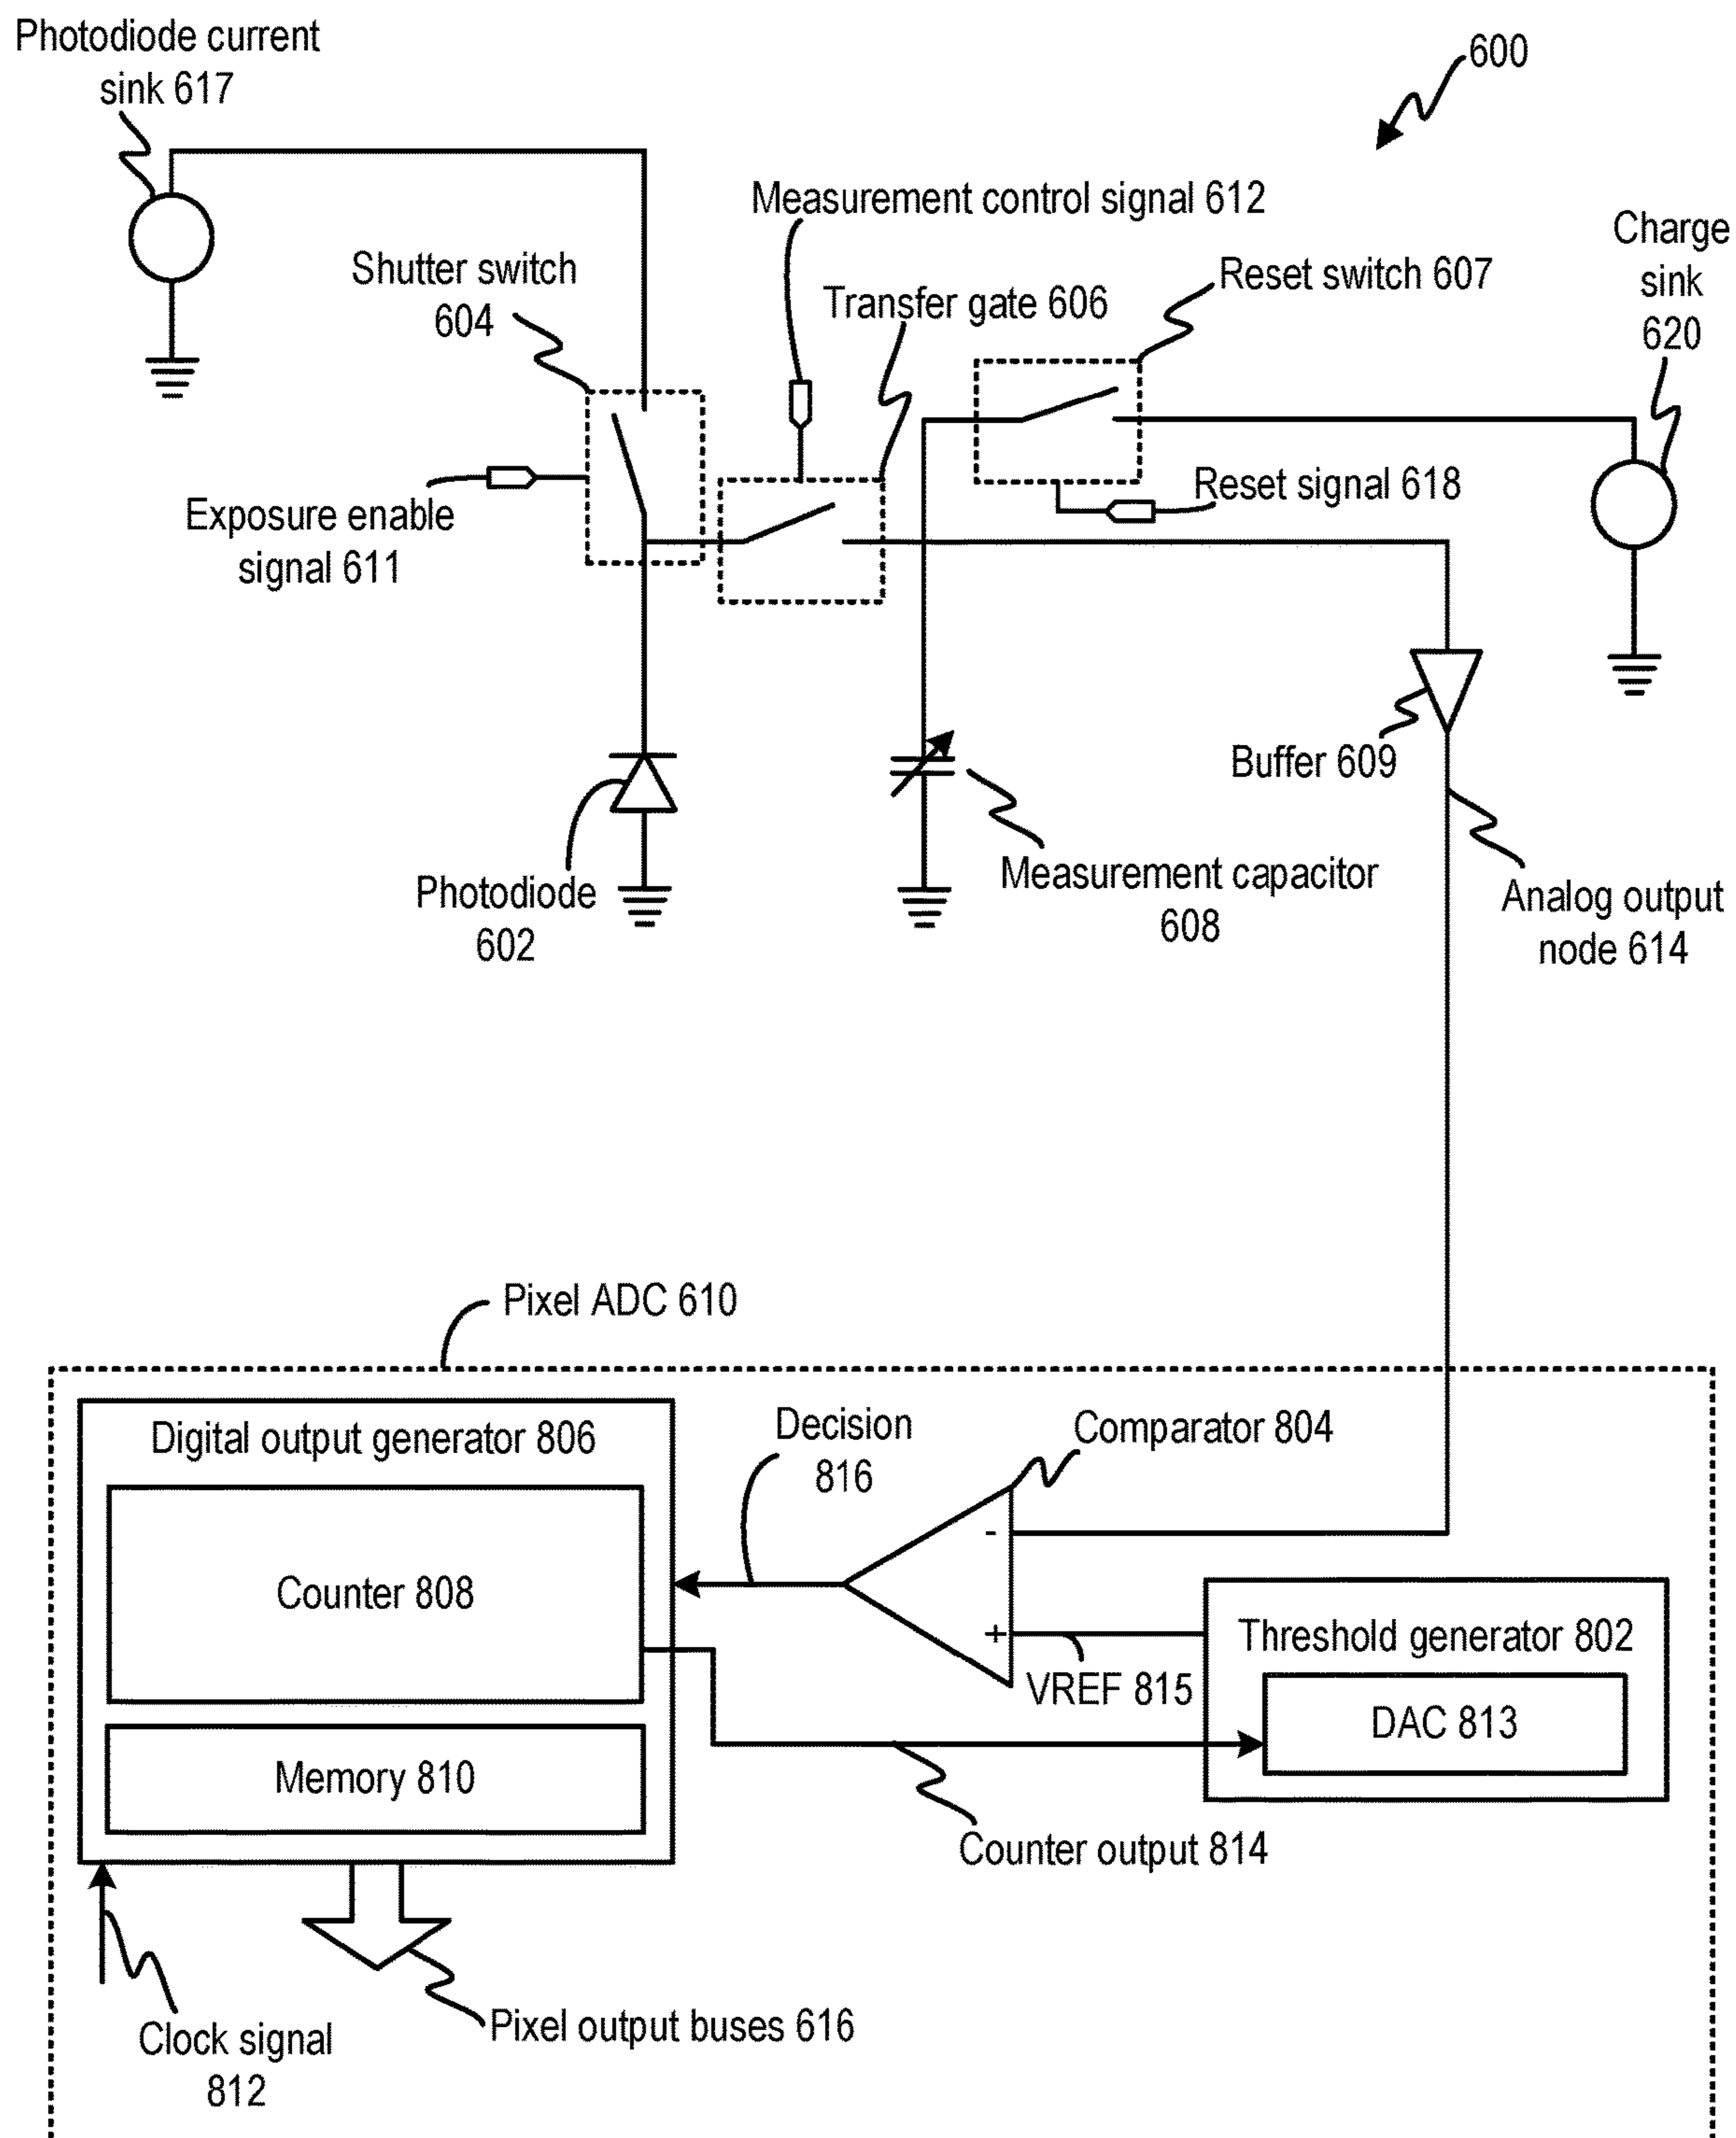 Photodiode current
sink 617
600
Measurement control signal 612
Charge
sink
620
Shutter switch
604
Transfer gate 606
Reset switch 607
Exposure enable
signal 611
Reset signal 618
Buffer 609
Photodiode
602
Measurement capacitor
608
Analog output
node 614
Pixel ADC 610
Digital output generator 806
Decision
816
Comparator 804
-
Counter 808
+
VREF 815
Threshold generator 802
DAC 813
Memory 810
Counter output 814
Clock signal
812
Pixel output buses 616